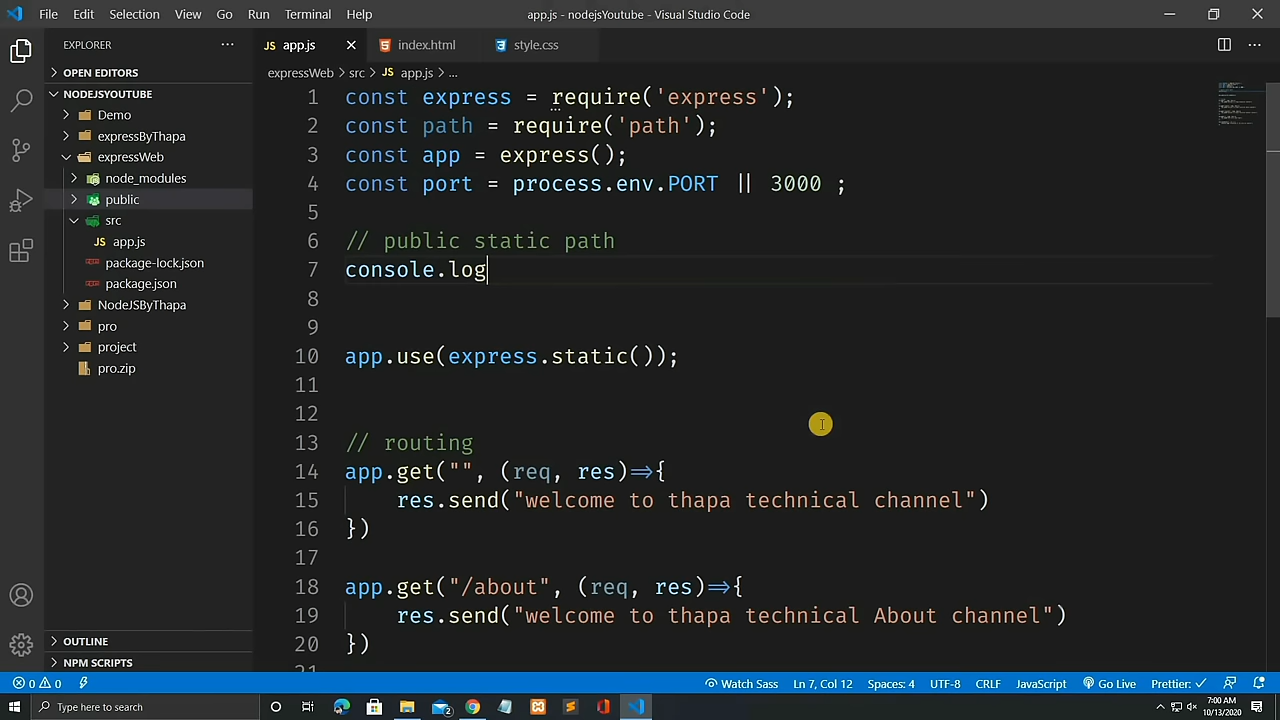 File Edit Selection View Go Run Terminal Help
app.js - nodejsYoutube - Visual Studio Code
EXPLORER
OPEN EDITORS
NODEJSYOUTUBE
Demo
expressByThapa
expressWeb
node_modules
public
src
JS app.js
package-lock.json
package.json
NodeJSByThapa
pro
project
pro.zip
OUTLINE
NPM SCRIPTS
JS app.js index.html style.css
expressWeb > src > JS app.js > ...
1 const express = require('express');
2 const path = require('path');
3 const app = express();
4 const port = process.env.PORT || 3000 ;
5
6 // public static path
7 console.log
8
9
10 app.use(express.static());
11
12
13 // routing
14 app.get("", (req, res)=>{
15 res.send("welcome to thapa technical channel")
16 })
17
18 app.get("/about", (req, res)=>{
19 res.send("welcome to thapa technical About channel")
20 })
21
0 0 Watch Sass Ln 7, Col 12 Spaces: 4 UTF-8 CRLF JavaScript Go Live Prettier: ✓
Type here to search
2
7:00 AM
10/13/2020